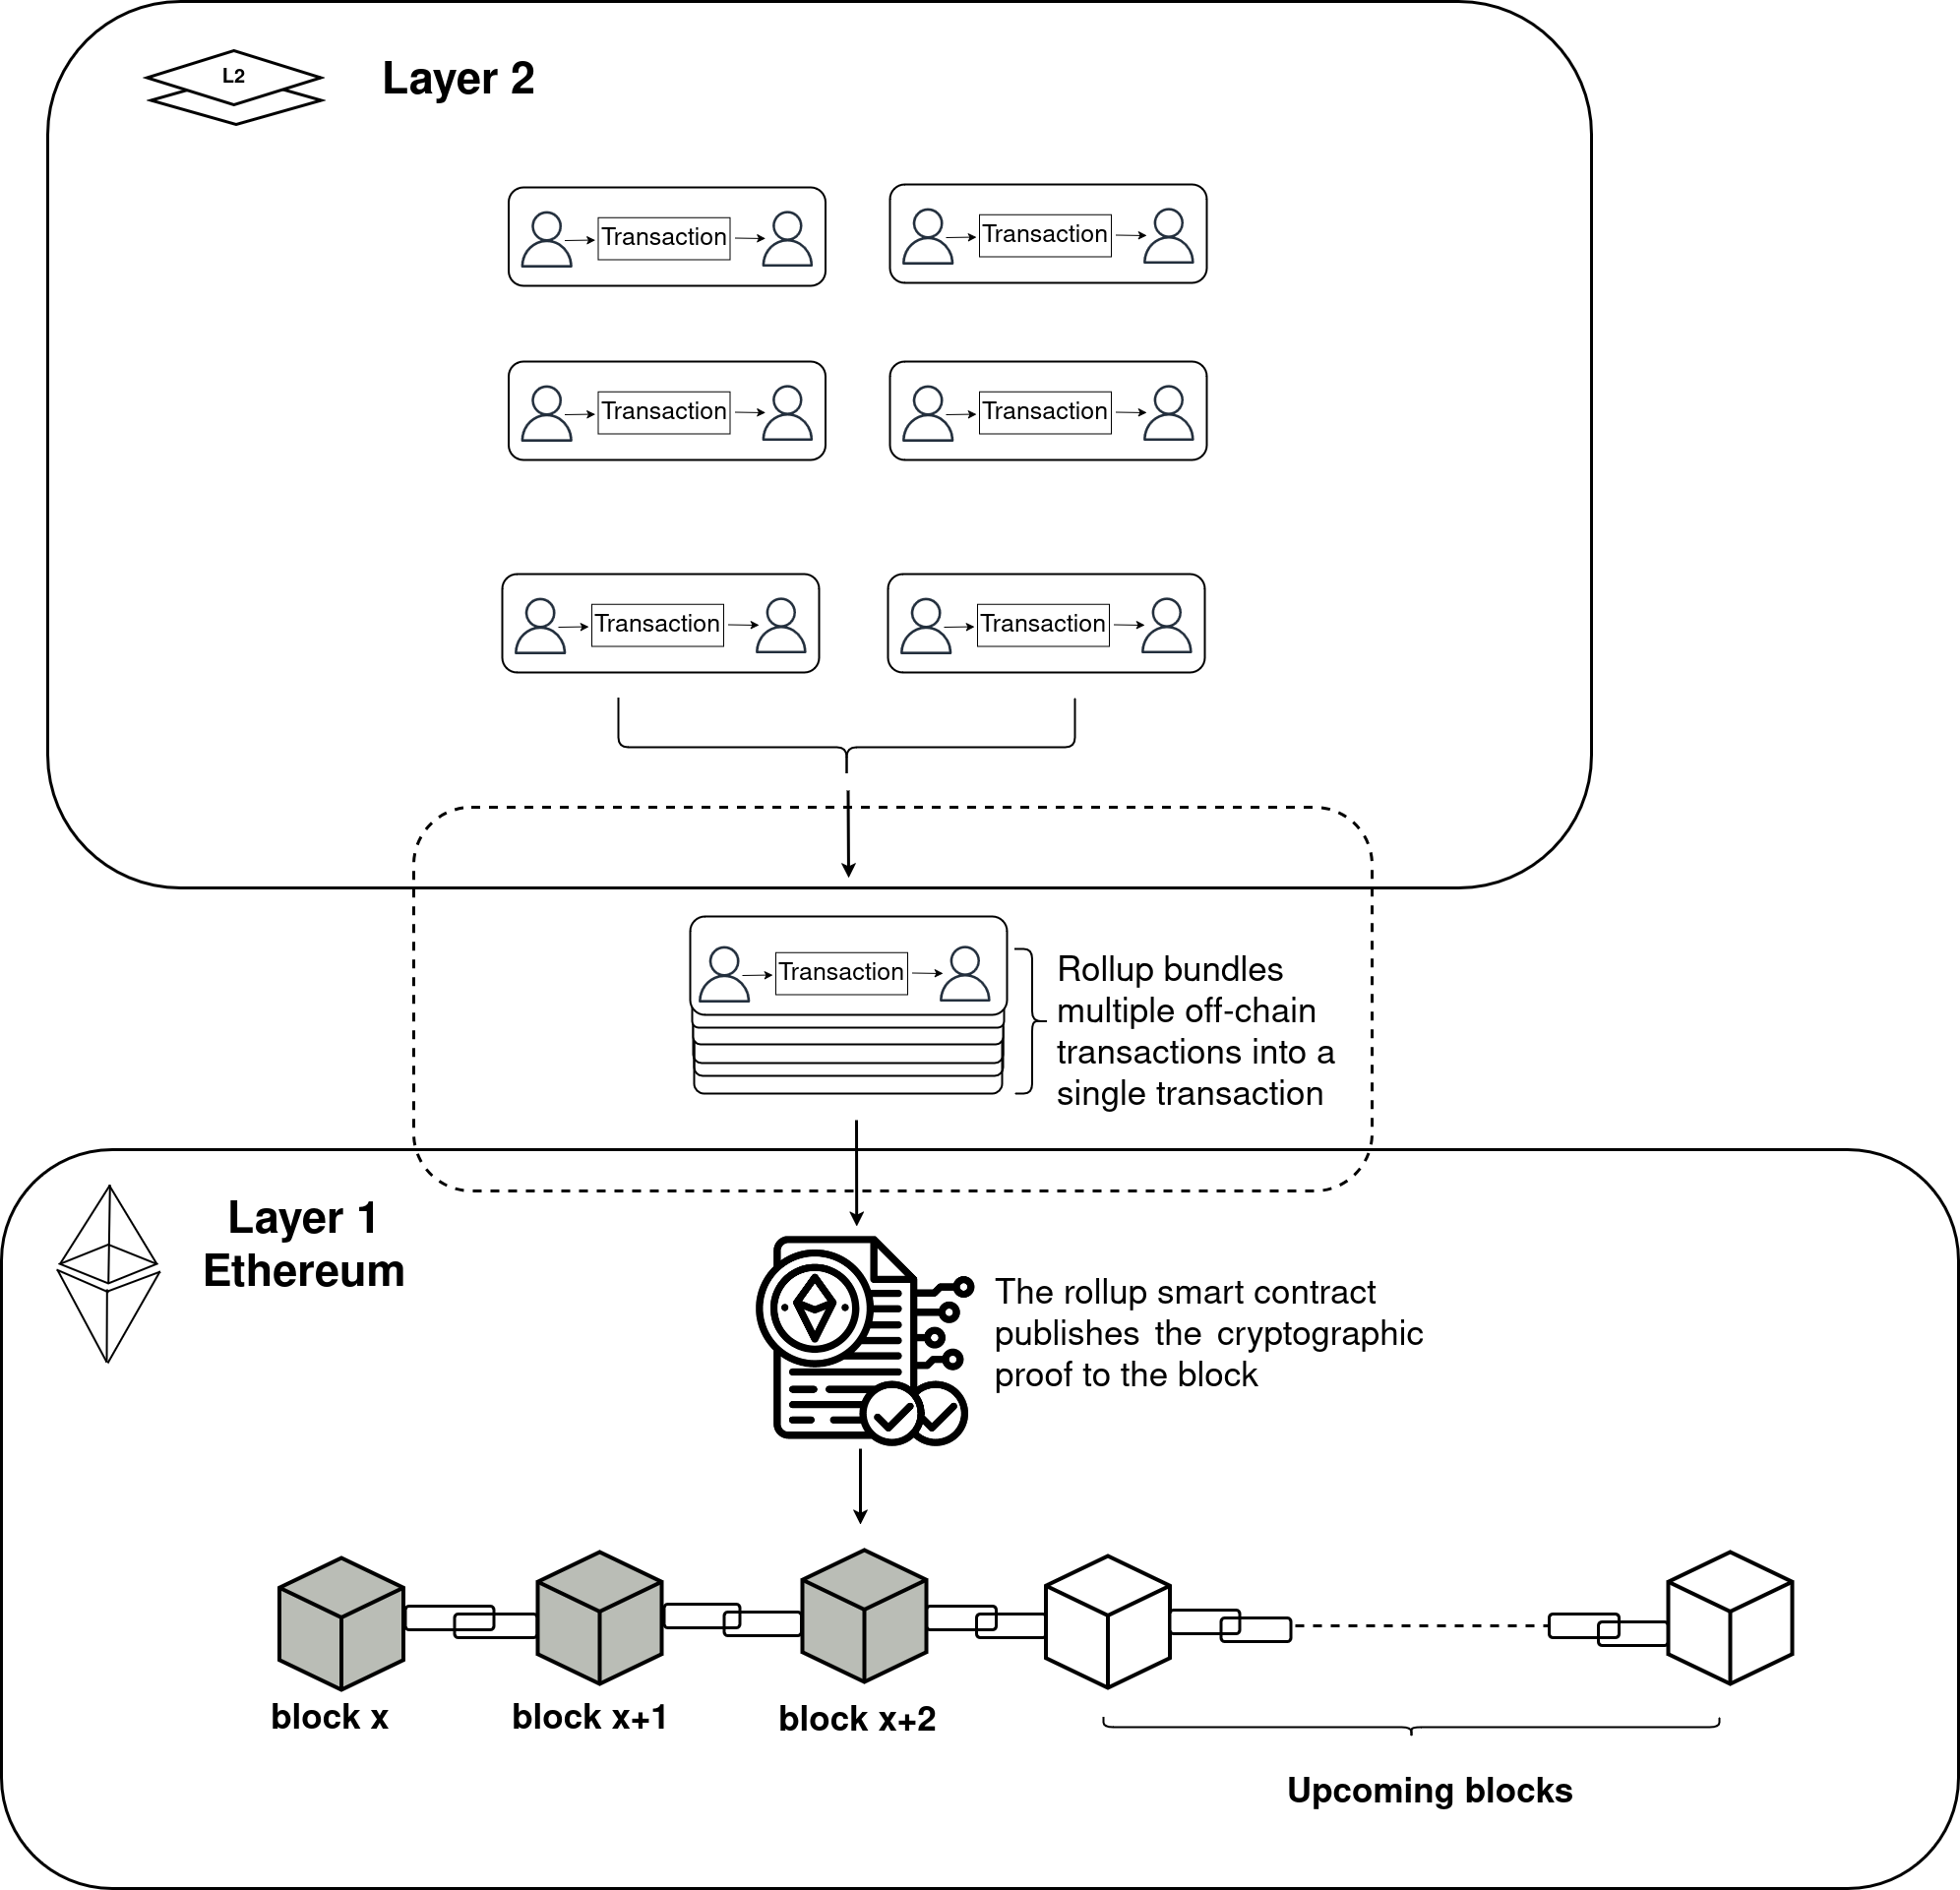 L2
Layer 2
Transaction
Transaction
Transaction
Transaction
Transaction
Transaction
Transaction
Rollup bundles
multiple off-chain
transactions into a
single transaction
Layer 1
Ethereum
The rollup smart contract
publishes the cryptographic
proof to the block
block x
block x+1
block x+2
Upcoming blocks